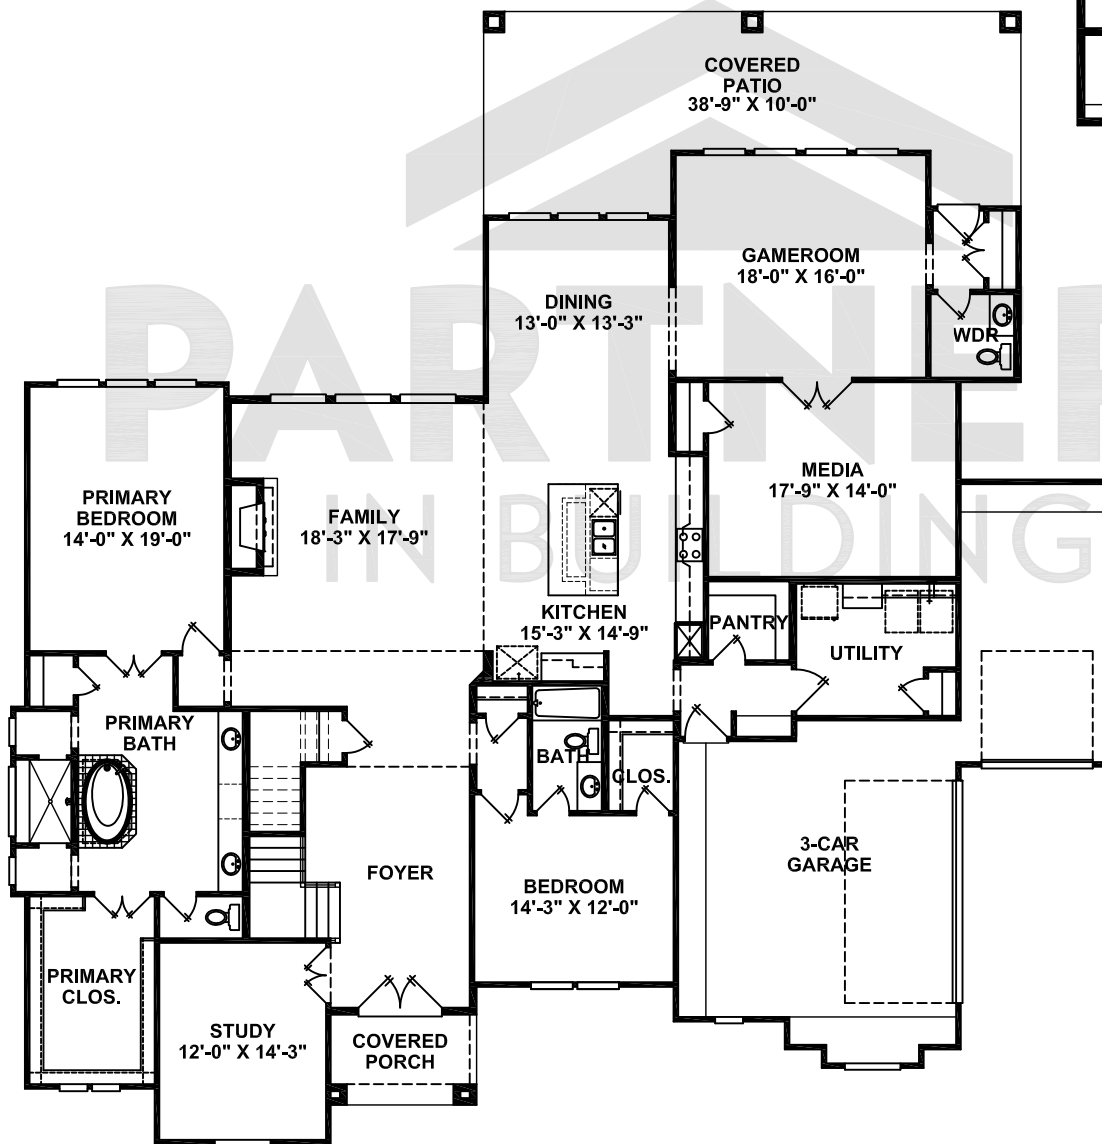 COVERED
PATIO
38'-9" X 10'-0"
GAMEROOM
18'-0" X 16'-0"
DINING
13'-0" X 13'-3"
WDR
PARTNER
IN BUILDING
MEDIA
17'-9" X 14'-0"
PRIMARY
BEDROOM
14'-0" X 19'-0"
FAMILY
18'-3" X 17'-9"
KITCHEN
15'-3" X 14'-9"
PANTRY
UTILITY
PRIMARY
BATH
BATH
CLOS.
3-CAR
GARAGE
FOYER
BEDROOM
14'-3" X 12'-0"
PRIMARY
CLOS.
STUDY
12'-0" X 14'-3"
COVERED
PORCH